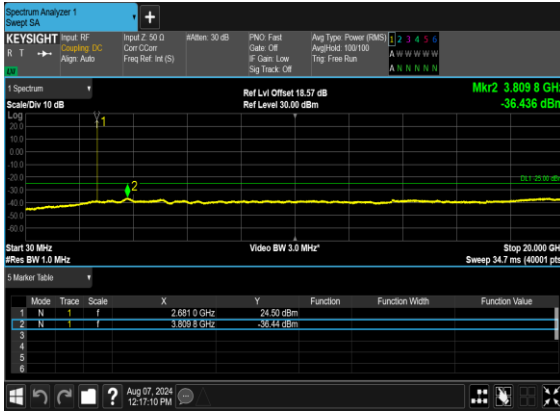 Spectrum Analyzer 1
Swept SA
+
KEYSIGHT Input: RF Input Z: 50 Ω #Atten: 30 dB PNO: Fast Avg Type: Power (RMS) 1 2 3 4 5 6
R T Coupling: DC Corr CCorr Gate: Off Avg|Hold: 100/100 A W W W W W
Align: Auto Freq Ref: Int (S) IF Gain: Low Trig: Free Run
Sig Track: Off A N N N N N
1 Spectrum Ref Lvl Offset 18.57 dB Mkr2 3.809 8 GHz
Scale/Div 10 dB Ref Level 30.00 dBm -36.436 dBm
Log
20.0
10.0
0.00
-10.0
-20.0
-30.0
-40.0
-50.0
-60.0
1
2
Start 30 MHz Video BW 3.0 MHz* Stop 20.000 GH
#Res BW 1.0 MHz Sweep 34.7 ms (40001 pts
5 Marker Table
Mode Trace Scale X Y Function Function Width Function Value
1 N 1 f 2.681 0 GHz 24.50 dBm
2 N 1 f 3.809 8 GHz -36.44 dBm
3
4
5
6
? Aug 07, 2024
12:17:10 PM